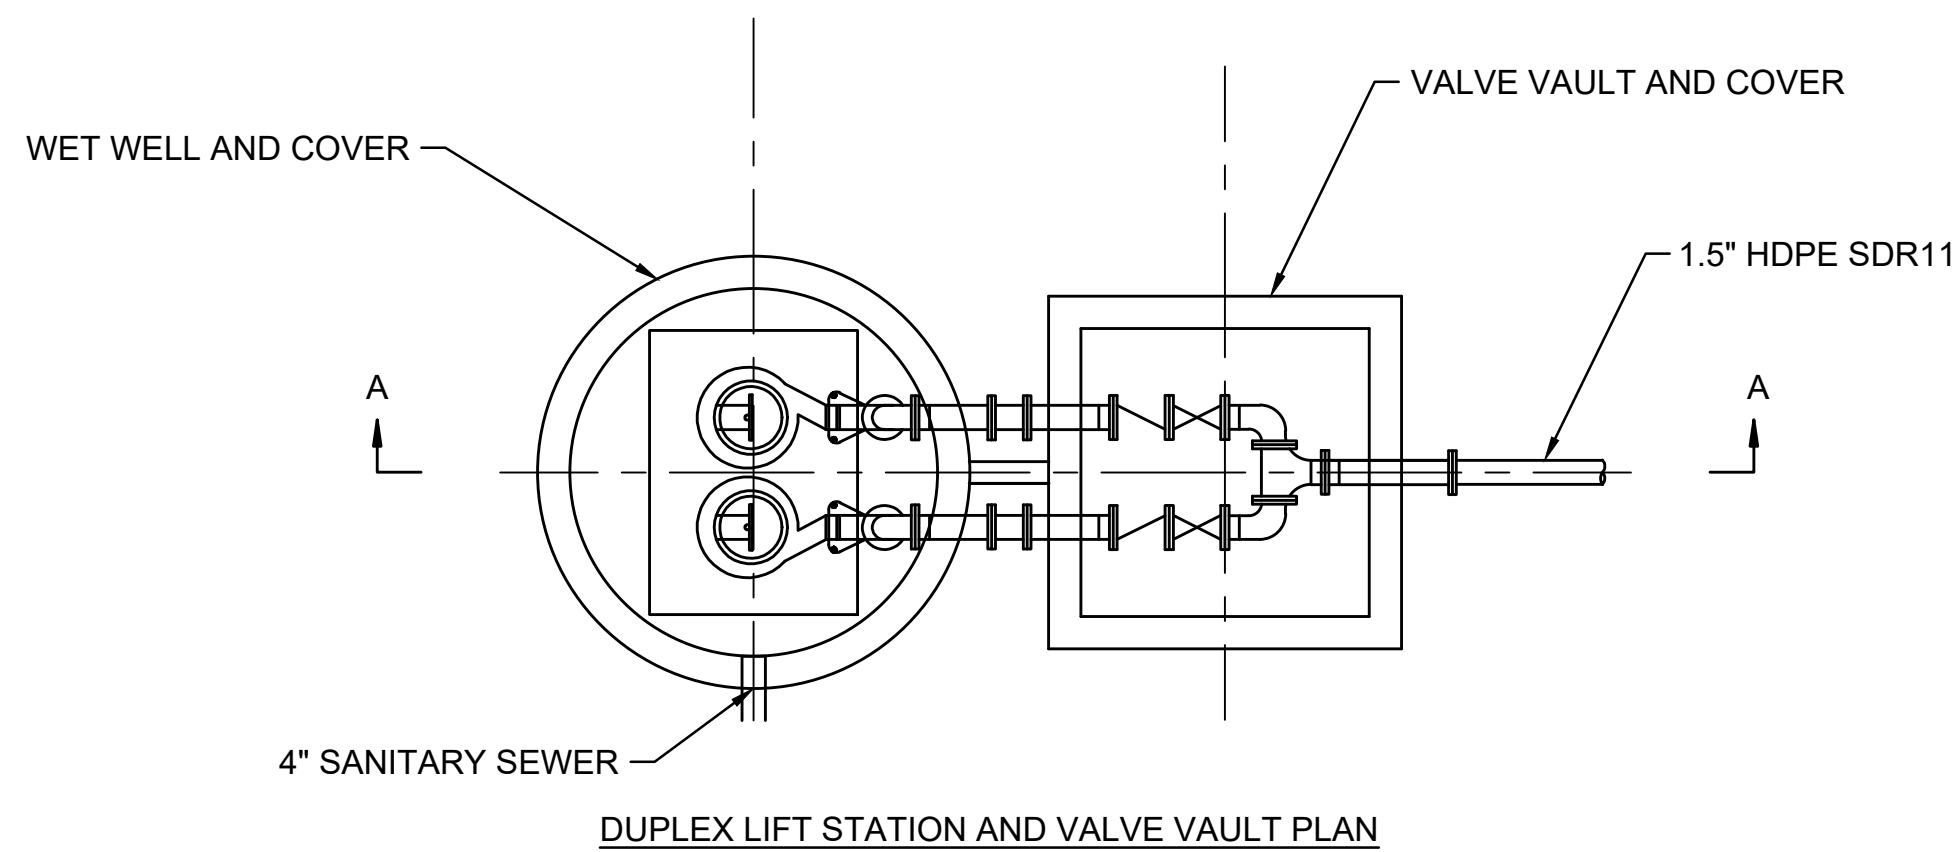 VALVE VAULT AND COVER
WET WELL AND COVER
1.5" HDPE SDR11
A
A
4" SANITARY SEWER
DUPLEX LIFT STATION AND VALVE VAULT PLAN